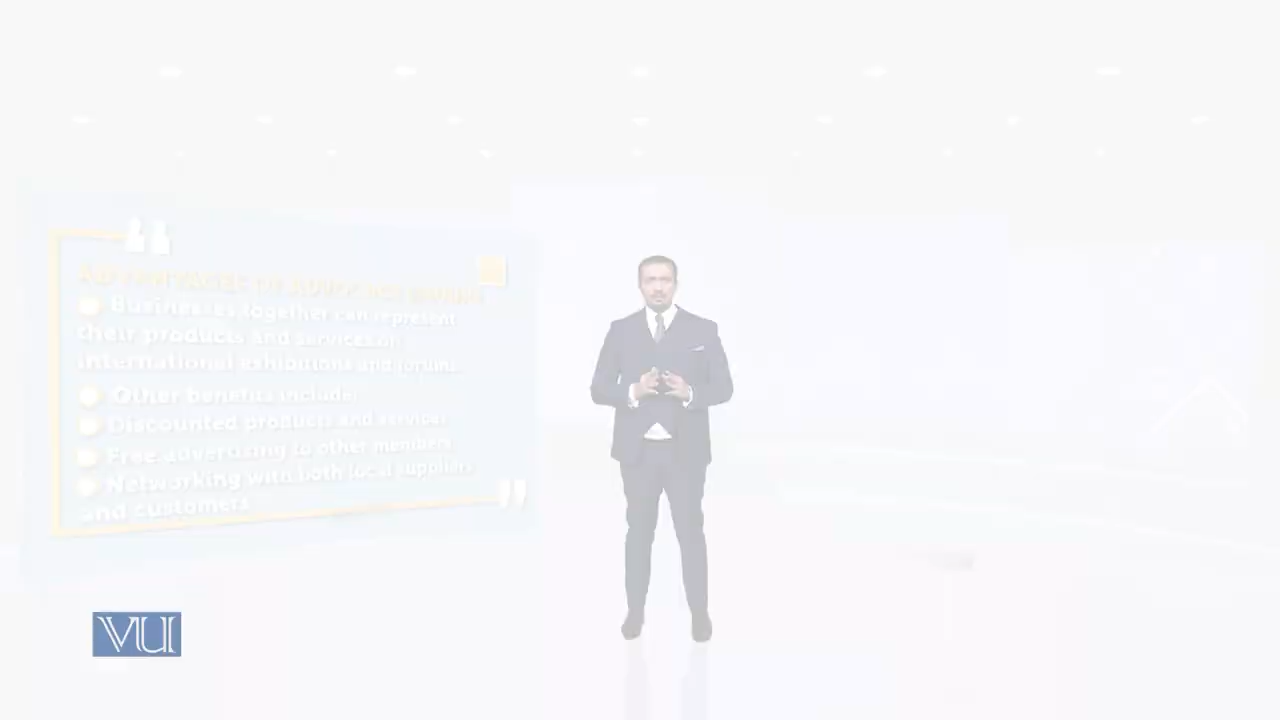 Businesses together can represent
their products and services on
international exhibitions and forums
Other benefits include:
Discounted products and services
Free advertising to other members
Networking with both local suppliers
and customers
VU